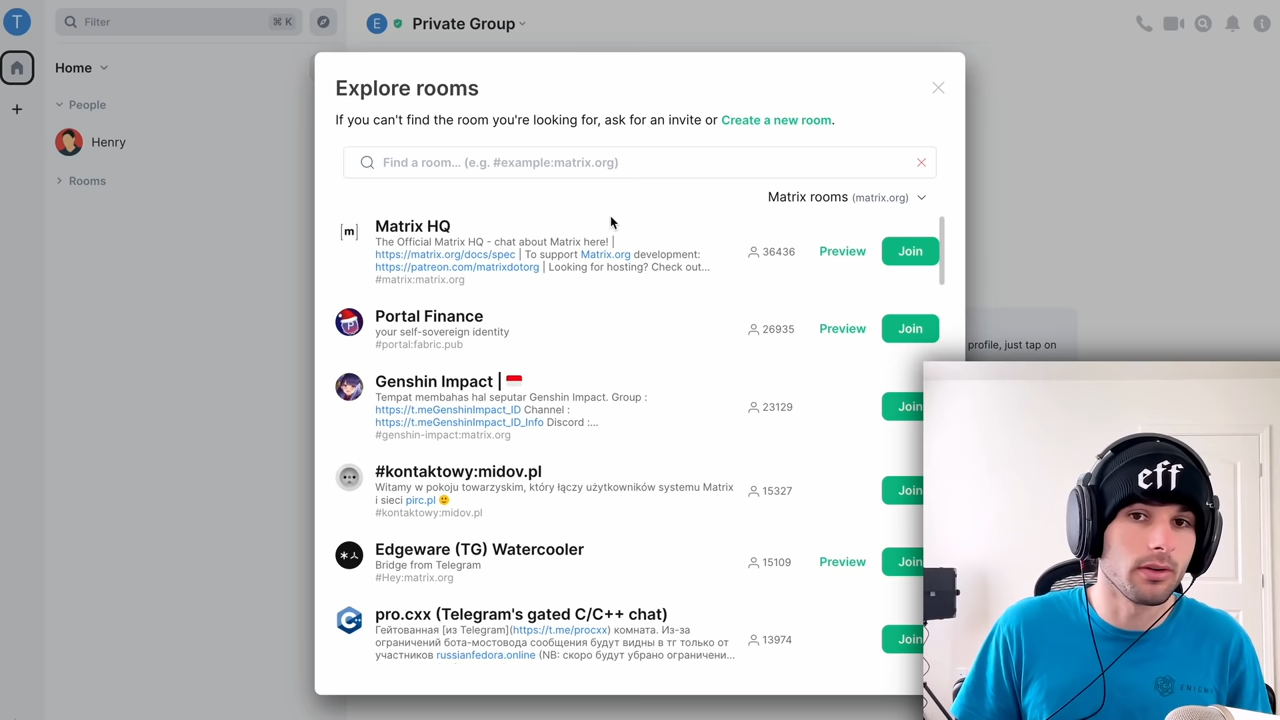 T
Filter
⌘ K
E
Private Group
Home
People
Henry
Rooms
Explore rooms
If you can't find the room you're looking for, ask for an invite or Create a new room.
Find a room... (e.g. #example:matrix.org)
Matrix rooms (matrix.org)
[m]
Matrix HQ
The Official Matrix HQ - chat about Matrix here! |
https://matrix.org/docs/spec | To support Matrix.org development:
https://patreon.com/matrixdotorg | Looking for hosting? Check out...
#matrix:matrix.org
36436
Preview
Join
Portal Finance
your self-sovereign identity
#portal:fabric.pub
26935
Preview
Join
profile, just tap on
Genshin Impact |
Tempat membahas hal seputar Genshin Impact. Group :
https://t.meGenshinImpact_ID Channel :
https://t.meGenshinImpact_ID_Info Discord :...
#genshin-impact:matrix.org
23129
Join
#kontaktowy:midov.pl
Witamy w pokoju towarzyskim, który łączy użytkowników systemu Matrix
i sieci pirc.pl
#kontaktowy:midov.pl
15327
Join
Edgeware (TG) Watercooler
Bridge from Telegram
#Hey:matrix.org
15109
Preview
Join
pro.cxx (Telegram's gated C/C++ chat)
Гейтованная [из Telegram](https://t.me/procxx) комната. Из-за
ограничений бота-мостовода сообщения будут видны в тг только от
участников russianfedora.online (NB: скоро будут убрано ограничени...
13974
Join
eff